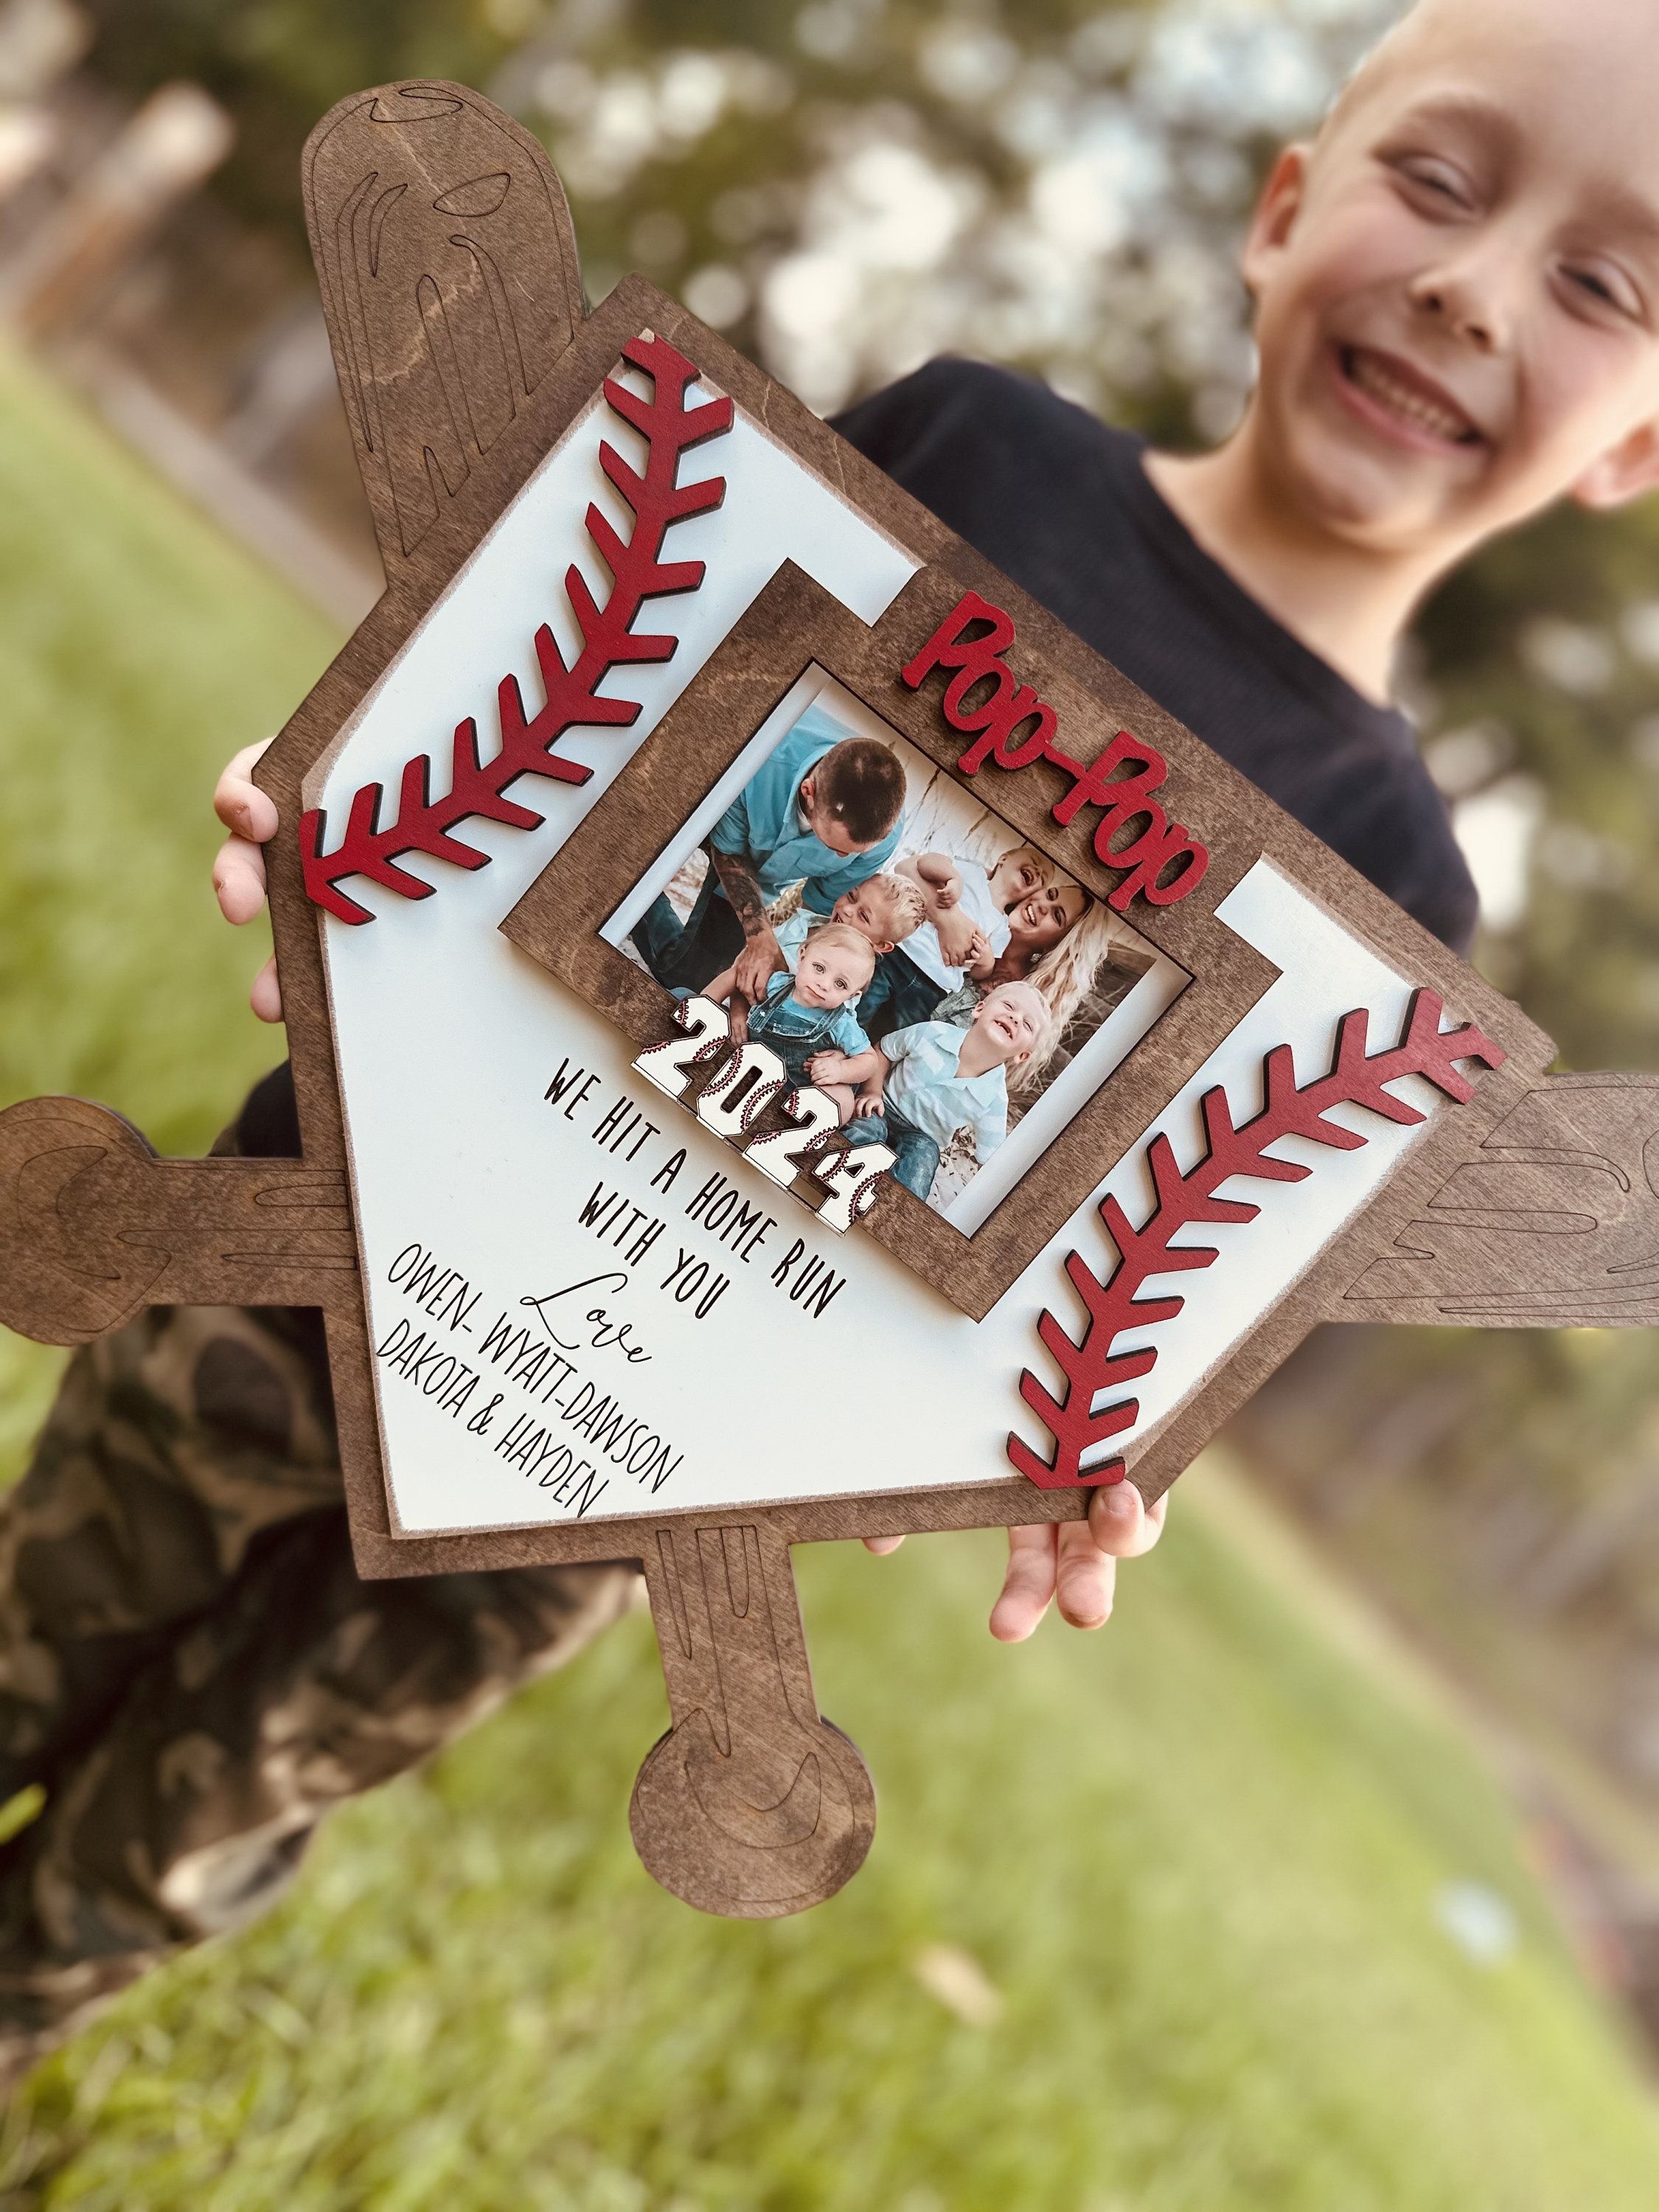 Pop-Pop
2024
WE HIT A HOME RUN
WITH YOU
Love
OWEN- WYATT-DAWSON
DAKOTA & HAYDEN